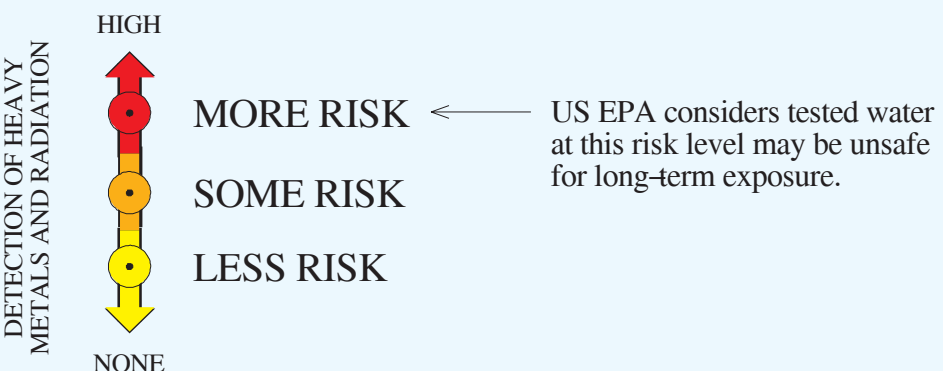 HIGH
DETECTION OF HEAVY
METALS AND RADIATION
MORE RISK
US EPA considers tested water
at this risk level may be unsafe
for long–term exposure.
SOME RISK
LESS RISK
NONE